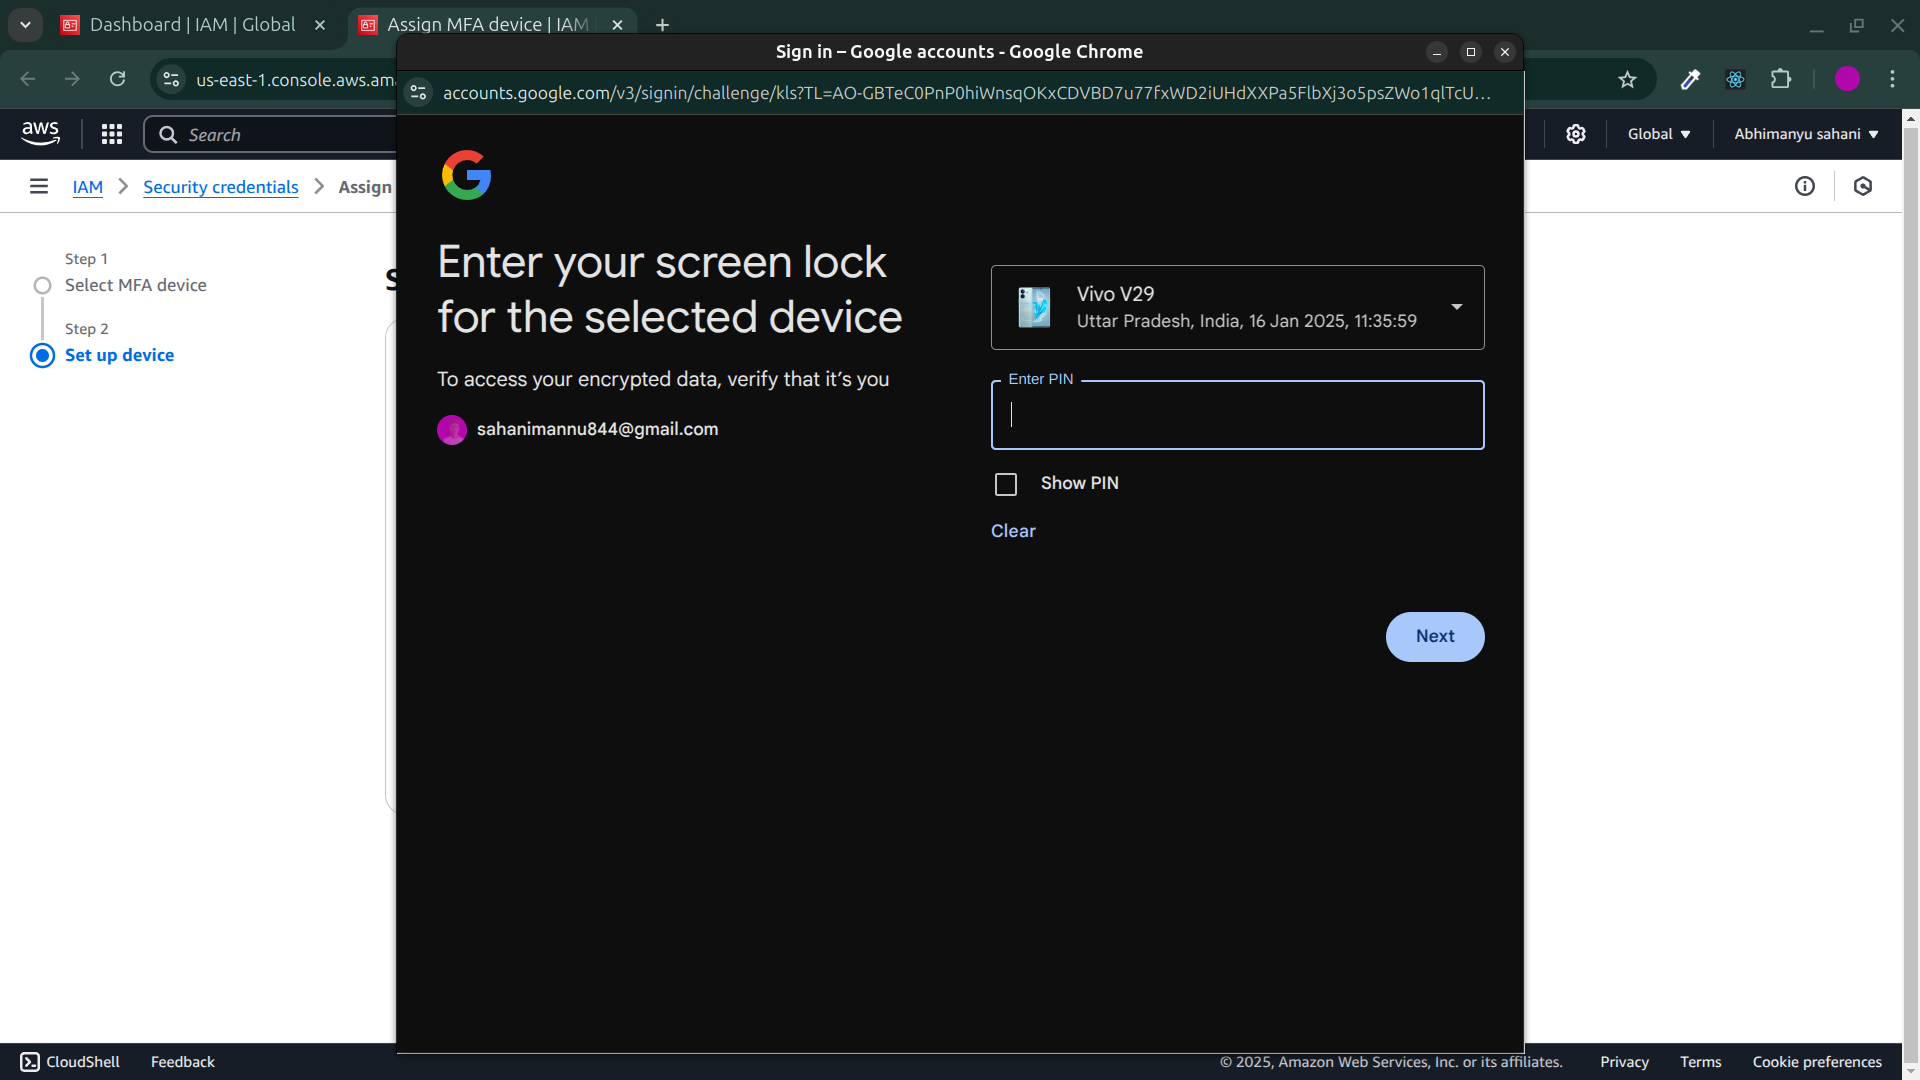 Dashboard | IAM | Global
Assign MFA device | IAM
Sign in – Google accounts - Google Chrome
us-east-1.console.aws.am
accounts.google.com/v3/signin/challenge/kls?TL=AO-GBTeC0PnP0hiWnsqOKxCDVBD7u77fxWD2iUHdXXPa5FlbXj3o5psZWo1qlTcU...
aws
Search
Global
Abhimanyu sahani
IAM
Security credentials
Assign
Step 1
Select MFA device
Step 2
Set up device
S
Enter your screen lock
for the selected device
To access your encrypted data, verify that it’s you
sahanimannu844@gmail.com
Vivo V29
Uttar Pradesh, India, 16 Jan 2025, 11:35:59
Enter PIN
Show PIN
Clear
Next
CloudShell
Feedback
© 2025, Amazon Web Services, Inc. or its affiliates.
Privacy
Terms
Cookie preferences